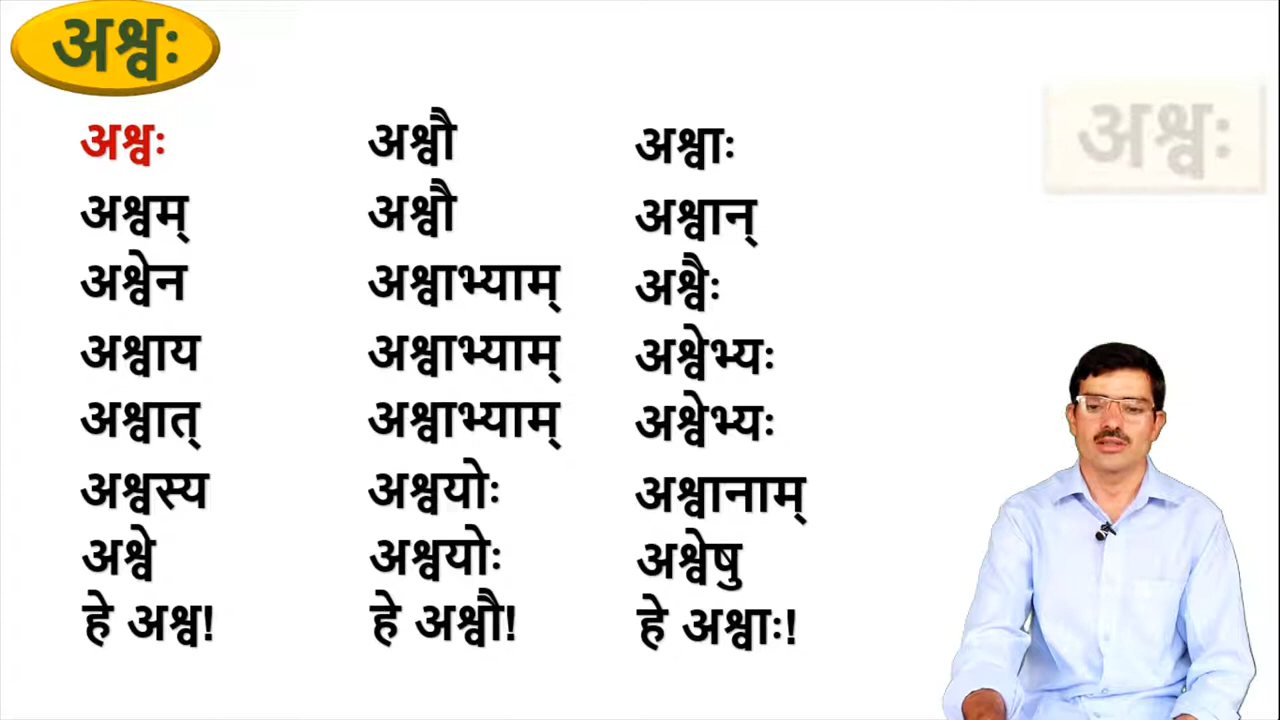 अश्वः
अश्वः
अश्वः अश्वौ अश्वाः
अश्वम् अश्वौ अश्वान्
अश्वेन अश्वाभ्याम् अश्वैः
अश्वाय अश्वाभ्याम् अश्वेभ्यः
अश्वात् अश्वाभ्याम् अश्वेभ्यः
अश्वस्य अश्वयोः अश्वानाम्
अश्वे अश्वयोः अश्वेषु
हे अश्व! हे अश्वौ! हे अश्वाः!